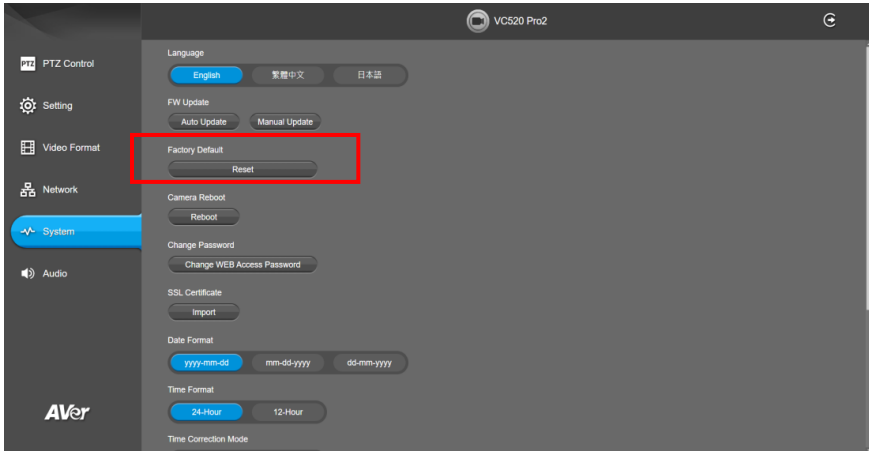 VC520 Pro2
PTZ PTZ Control
Setting
Video Format
Network
System
Audio
AVer
Language
English 繁體中文 日本語
FW Update
Auto Update Manual Update
Factory Default
Reset
Camera Reboot
Reboot
Change Password
Change WEB Access Password
SSL Certificate
Import
Date Format
yyyy-mm-dd mm-dd-yyyy dd-mm-yyyy
Time Format
24-Hour 12-Hour
Time Correction Mode